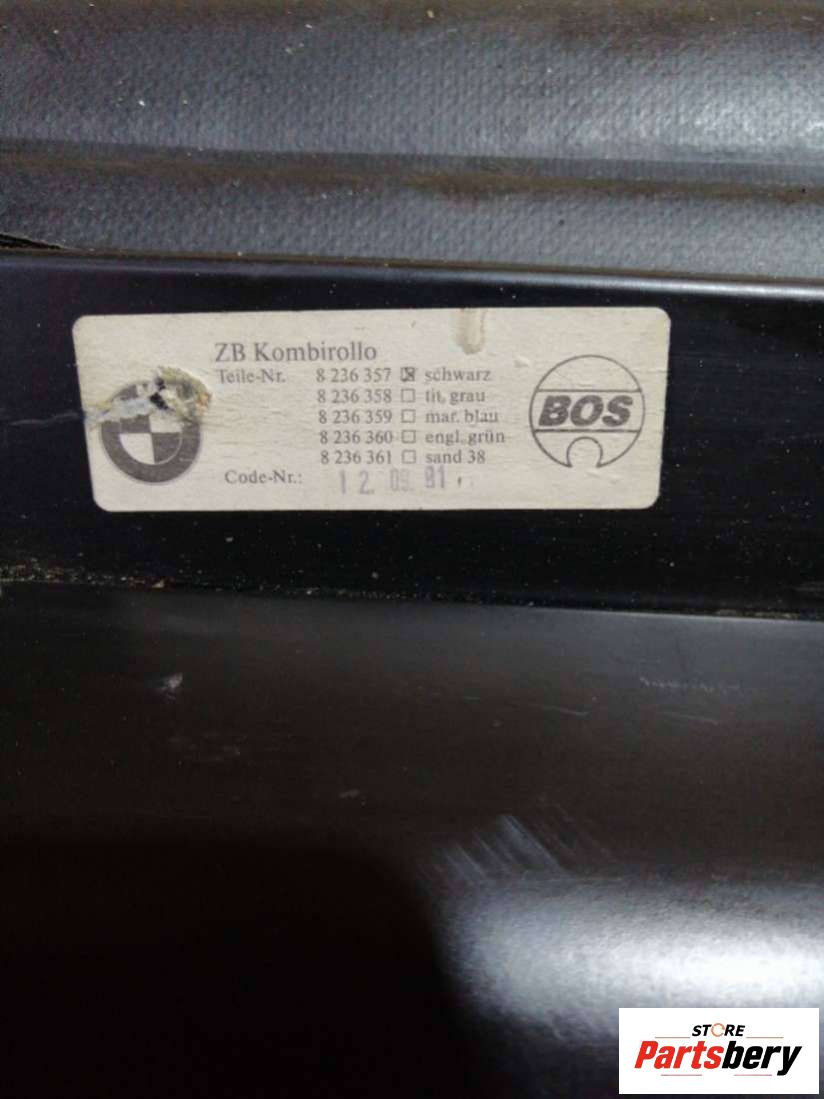 ZB Kombirollo
Teile-Nr. 8 236 357 ☒ schwarz
8 236 358 ☐ tit. grau
8 236 359 ☐ mar. blau
8 236 360 ☐ engl. grün
8 236 361 ☐ sand 38
Code-Nr.: 12. 09. 91
BOS
STORE
Partsbery